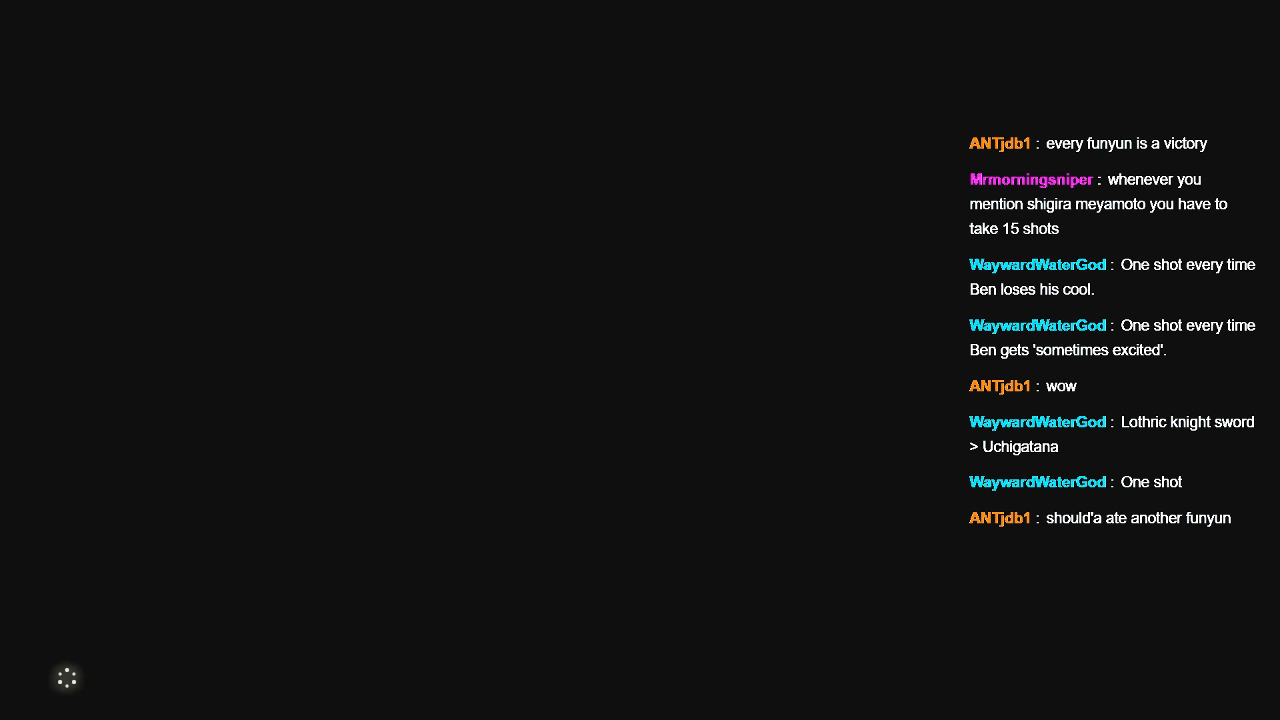 ANTjdb1 : every funyun is a victory
Mrmorningsniper : whenever you
mention shigira meyamoto you have to
take 15 shots
WaywardWaterGod : One shot every time
Ben loses his cool.
WaywardWaterGod : One shot every time
Ben gets 'sometimes excited'.
ANTjdb1 : wow
WaywardWaterGod : Lothric knight sword
> Uchigatana
WaywardWaterGod : One shot
ANTjdb1 : should'a ate another funyun